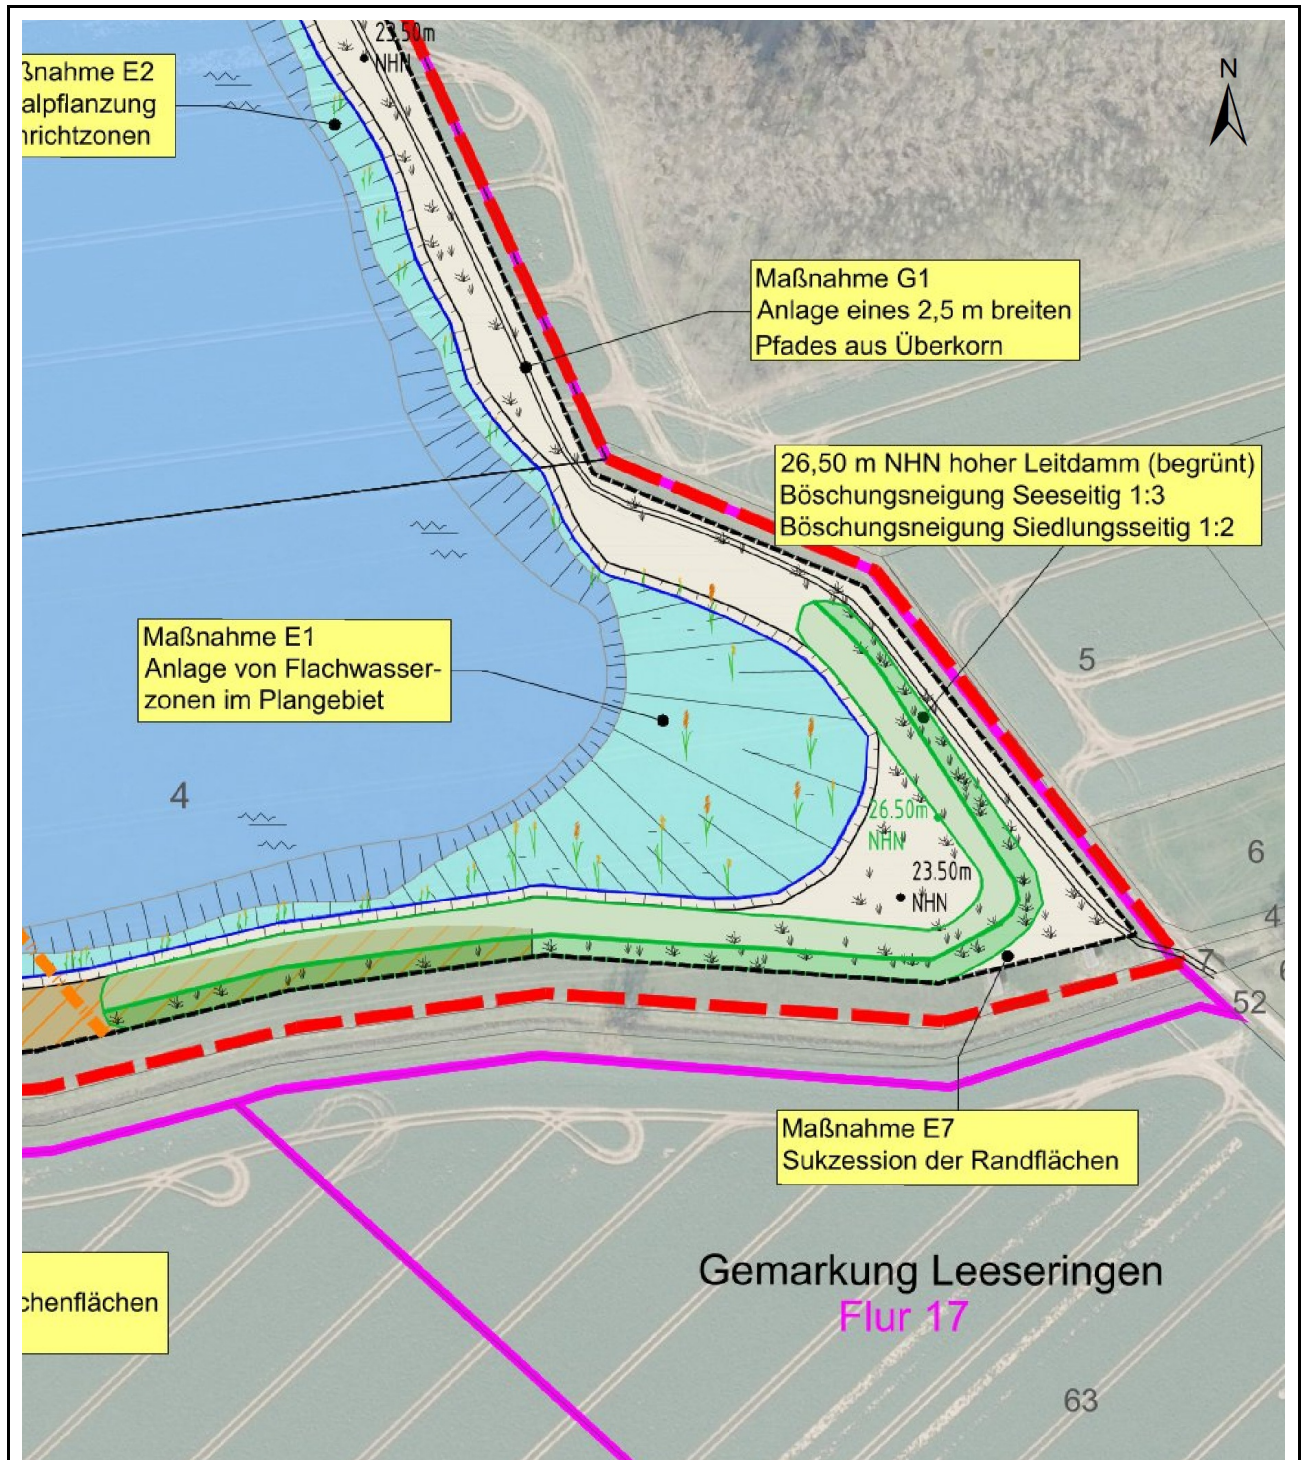 23.50m
NHN
ßnahme E2
alpflanzung
nrichtzonen
N
Maßnahme G1
Anlage eines 2,5 m breiten
Pfades aus Überkorn
26,50 m NHN hoher Leitdamm (begrünt)
Böschungsneigung Seeseitig 1:3
Böschungsneigung Siedlungsseitig 1:2
Maßnahme E1
Anlage von Flachwasser-
zonen im Plangebiet
5
4
26.50m
NHN
6
23.50m
NHN
4
7
6
52
Maßnahme E7
Sukzession der Randflächen
Gemarkung Leeseringen
Flur 17
chenflächen
63